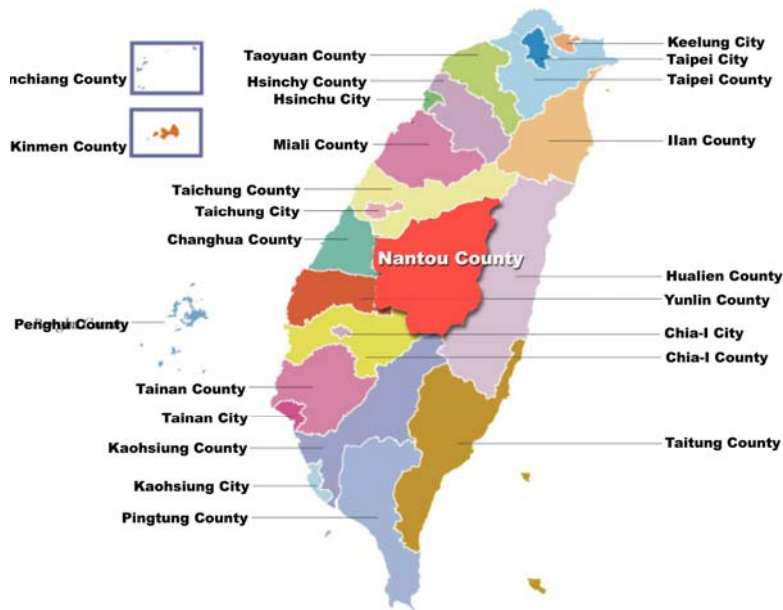 Keelung City
Taoyuan County
Taipei City
nchiang County
Hsinchy County
Taipei County
Hsinchu City
Kinmen County
Miali County
Ilan County
Taichung County
Taichung City
Changhua County
Nantou County
Hualien County
Yunlin County
Penghu County
Chia-I City
Chia-I County
Tainan County
Tainan City
Kaohsiung County
Taitung County
Kaohsiung City
Pingtung County